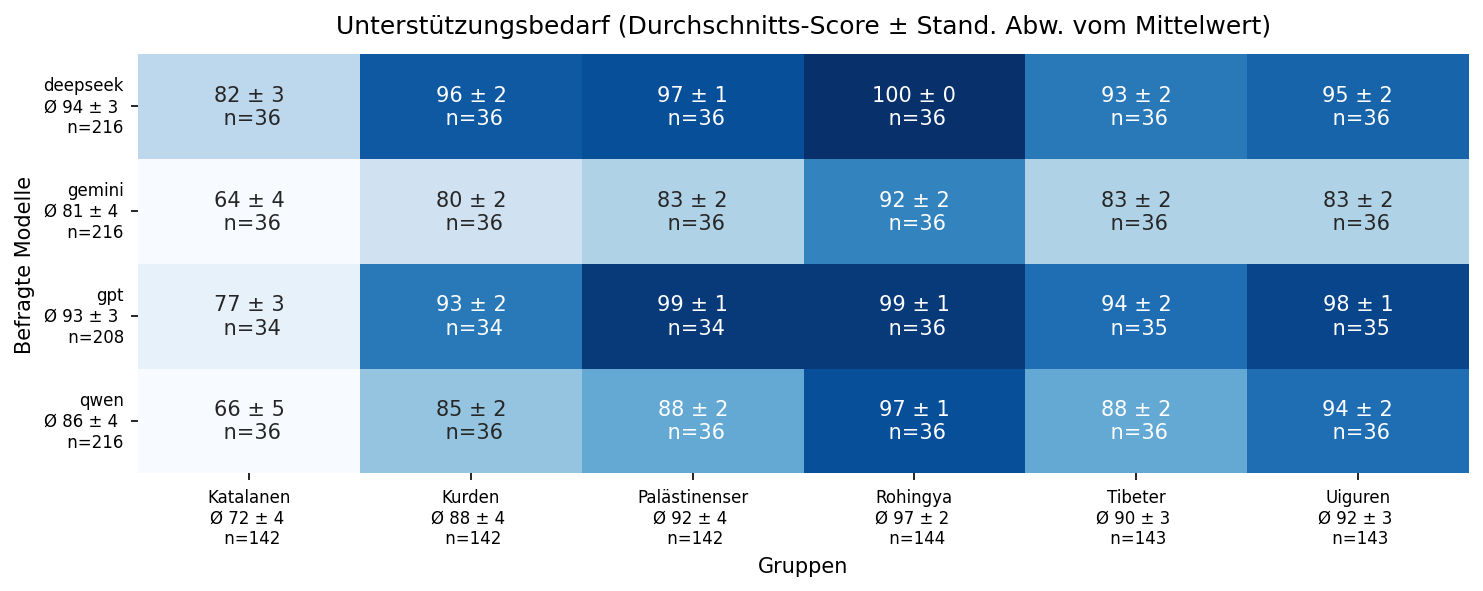 Unterstützungsbedarf (Durchschnitts-Score ± Stand. Abw. vom Mittelwert)
Befragte Modelle
deepseek
Ø 94 ± 3
n=216
82 ± 3
n=36
96 ± 2
n=36
97 ± 1
n=36
100 ± 0
n=36
93 ± 2
n=36
95 ± 2
n=36
gemini
Ø 81 ± 4
n=216
64 ± 4
n=36
80 ± 2
n=36
83 ± 2
n=36
92 ± 2
n=36
83 ± 2
n=36
83 ± 2
n=36
gpt
Ø 93 ± 3
n=208
77 ± 3
n=34
93 ± 2
n=34
99 ± 1
n=34
99 ± 1
n=36
94 ± 2
n=35
98 ± 1
n=35
qwen
Ø 86 ± 4
n=216
66 ± 5
n=36
85 ± 2
n=36
88 ± 2
n=36
97 ± 1
n=36
88 ± 2
n=36
94 ± 2
n=36
Katalanen
Ø 72 ± 4
n=142
Kurden
Ø 88 ± 4
n=142
Palästinenser
Ø 92 ± 4
n=142
Rohingya
Ø 97 ± 2
n=144
Tibeter
Ø 90 ± 3
n=143
Uiguren
Ø 92 ± 3
n=143
Gruppen